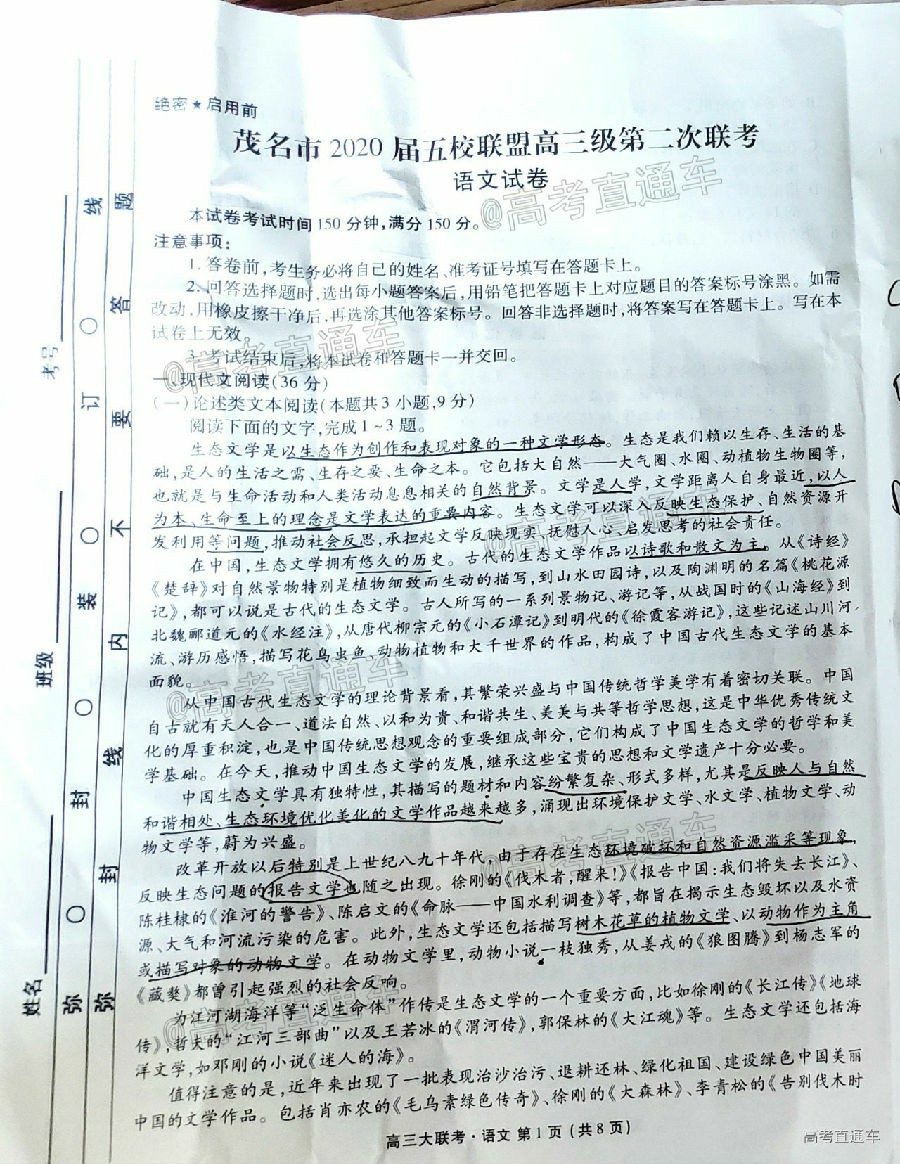 绝密★启用前
茂名市2020届五校联盟高三级第二次联考
语文试卷
@高考直通车
本试卷考试时间150分钟,满分150分。
注意事项:
1.答卷前,考生务必将自己的姓名、准考证号填写在答题卡上。
2.回答选择题时,选出每小题答案后,用铅笔把答题卡上对应题目的答案标号涂黑。如需
改动,用橡皮擦干净后,再选涂其他答案标号。回答非选择题时,将答案写在答题卡上。写在本
试卷上无效。
3.考试结束后,将本试卷和答题卡一并交回。
@高考直通车
一、现代文阅读(36分)
(一)论述类文本阅读(本题共3小题,9分)
阅读下面的文字,完成1~3题。
生态文学是以生态作为创作和表现对象的一种文学形态。生态是我们赖以生存、生活的基
础,是人的生活之需、生存之要、生命之本。它包括大自然——大气圈、水圈、动植物生物圈等,
也就是与生命活动和人类活动息息相关的自然背景。文学是人学,文学距离人自身最近,以人
为本、生命至上的理念是文学表达的重要内容。生态文学可以深入反映生态保护、自然资源开
发利用等问题,推动社会反思,承担起文学反映现实、抚慰人心、启发思考的社会责任。
在中国,生态文学拥有悠久的历史。古代的生态文学作品以诗歌和散文为主。从《诗经》
《楚辞》对自然景物特别是植物细致而生动的描写,到山水田园诗,以及陶渊明的名篇《桃花源
记》,都可以说是古代的生态文学。古人所写的一系列景物记、游记等,从战国时的《山海经》到
北魏郦道元的《水经注》,从唐代柳宗元的《小石潭记》到明代的《徐霞客游记》,这些记述山川河
流、游历感悟,描写花鸟虫鱼、动物植物和大千世界的作品,构成了中国古代生态文学的基本
面貌。
@高考直通车
从中国古代生态文学的理论背景看,其繁荣兴盛与中国传统哲学美学有着密切关联。中国
自古就有天人合一、道法自然、以和为贵、和谐共生、美美与共等哲学思想,这是中华优秀传统文
化的厚重积淀,也是中国传统思想观念的重要组成部分,它们构成了中国生态文学的哲学和美
学基础。在今天,推动中国生态文学的发展,继承这些宝贵的思想和文学遗产十分必要。
中国生态文学具有独特性,其描写的题材和内容纷繁复杂、形式多样,尤其是反映人与自然
和谐相处、生态环境优化美化的文学作品越来越多,涌现出环境保护文学、水文学、植物文学、动
物文学等,蔚为兴盛。
@高考直通车
改革开放以后特别是上世纪八九十年代,由于存在生态环境破坏和自然资源滥采等现象,
反映生态问题的报告文学也随之出现。徐刚的《伐木者,醒来!》《报告中国:我们将失去长江》、
陈桂棣的《淮河的警告》、陈启文的《命脉——中国水利调查》等,都旨在揭示生态毁坏以及水资
源、大气和河流污染的危害。此外,生态文学还包括描写树木花草的植物文学、以动作为主角
或描写对象的动物文学。在动物文学里,动物小说一枝独秀,从姜戎的《狼图腾》到杨志军的
《藏獒》都曾引起强烈的社会反响。
为江河湖海洋等“泛生命体”作传是生态文学的一个重要方面,比如徐刚的《长江传》《地球
传》,哲夫的“江河三部曲”以及王若冰的《渭河传》,郭保林的《大江魂》等。生态文学还包括海
洋文学,如邓刚的小说《迷人的海》。
@高考直通车
值得注意的是,近年来出现了一批表现治沙治污、退耕还林、绿化祖国、建设绿色中国美丽
中国的文学作品。包括肖亦农的《毛乌素绿色传奇》、徐刚的《大森林》、李青松的《告别伐木时
高三大联考·语文 第1页(共8页)
高考直通车
考号
班级
姓名
弥 封 装 订 线
弥 封 线 内 不 要 答 题